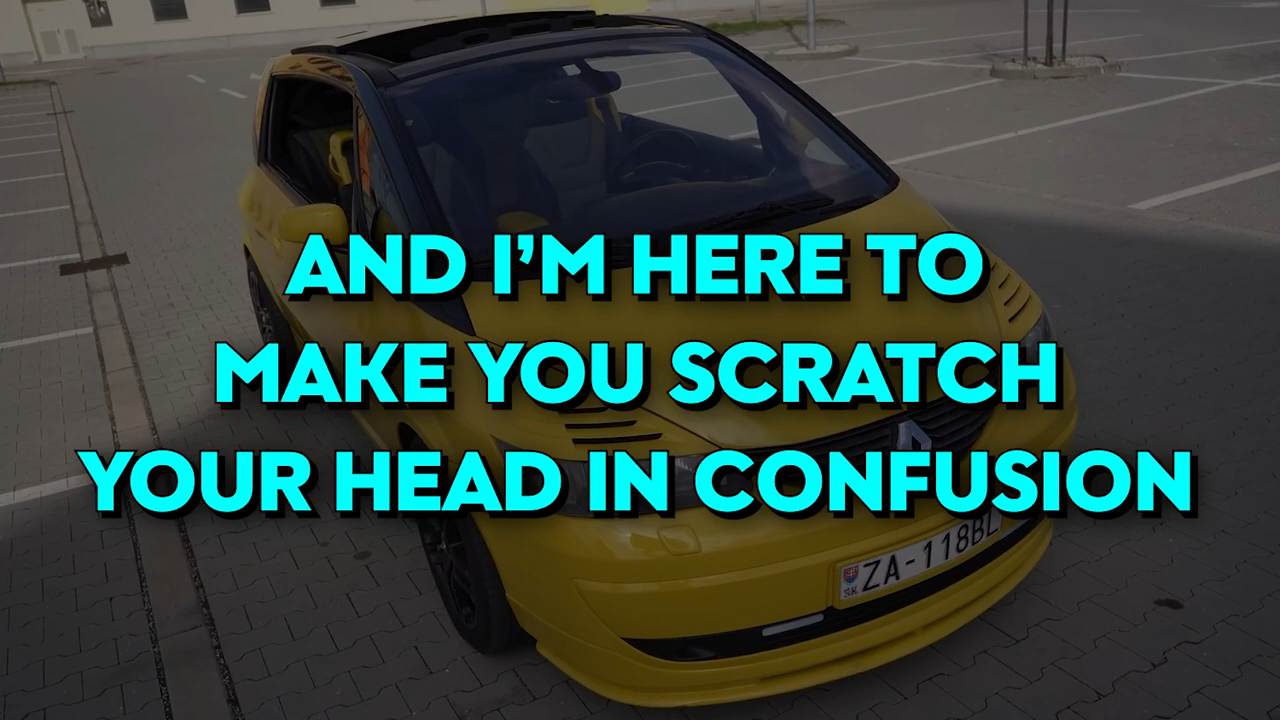 AND I’M HERE TO
MAKE YOU SCRATCH
YOUR HEAD IN CONFUSION
ZA-118BL
SK